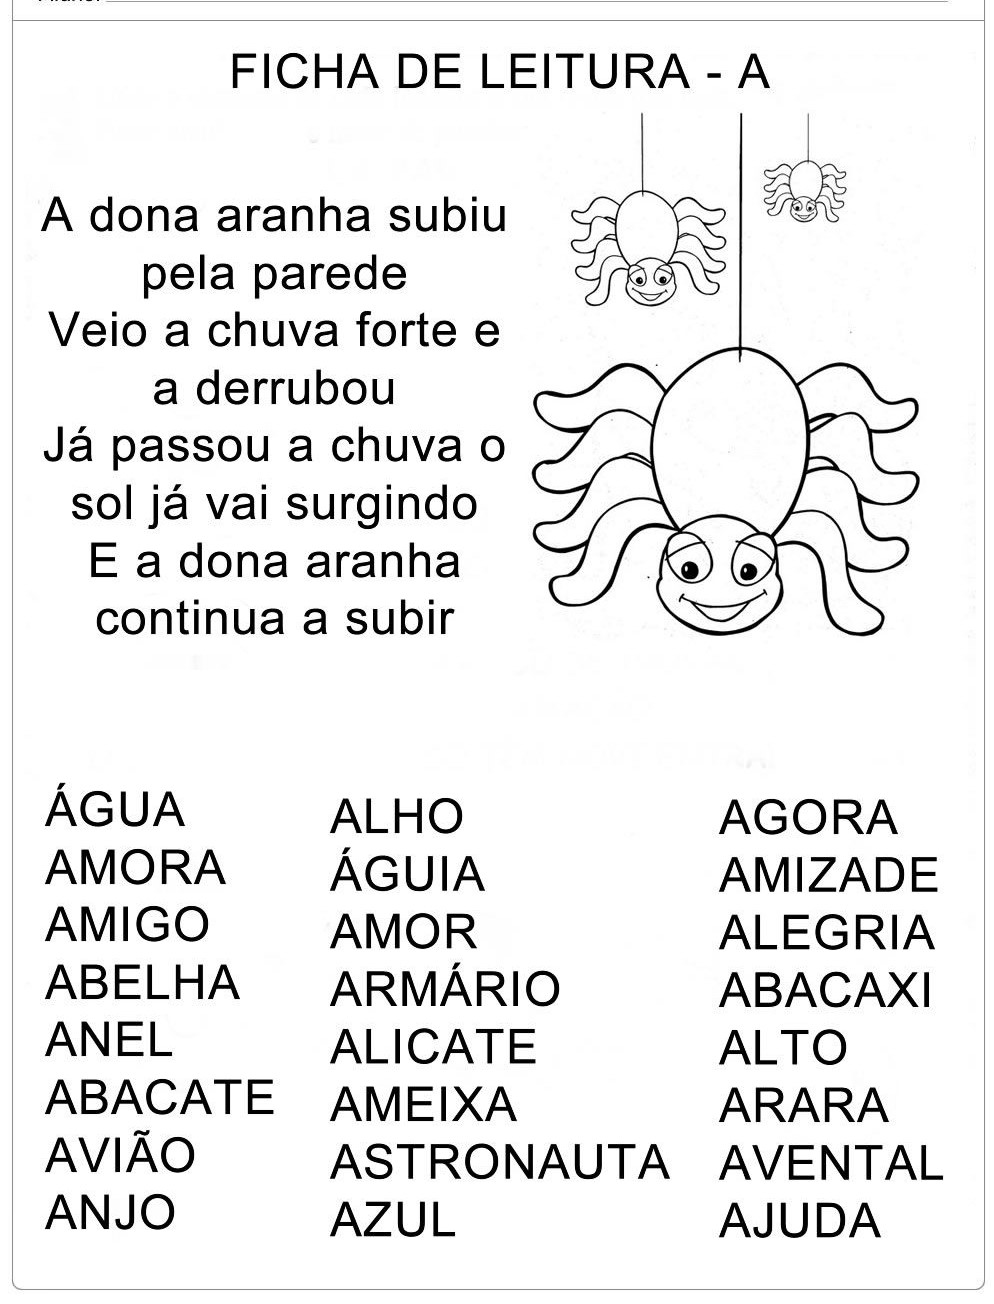 FICHA DE LEITURA - A
A dona aranha subiu
pela parede
Veio a chuva forte e
a derrubou
Já passou a chuva o
sol já vai surgindo
E a dona aranha
continua a subir
ÁGUA
AMORA
AMIGO
ABELHA
ANEL
ABACATE
AVIÃO
ANJO
ALHO
ÁGUIA
AMOR
ARMÁRIO
ALICATE
AMEIXA
ASTRONAUTA
AZUL
AGORA
AMIZADE
ALEGRIA
ABACAXI
ALTO
ARARA
AVENTAL
AJUDA